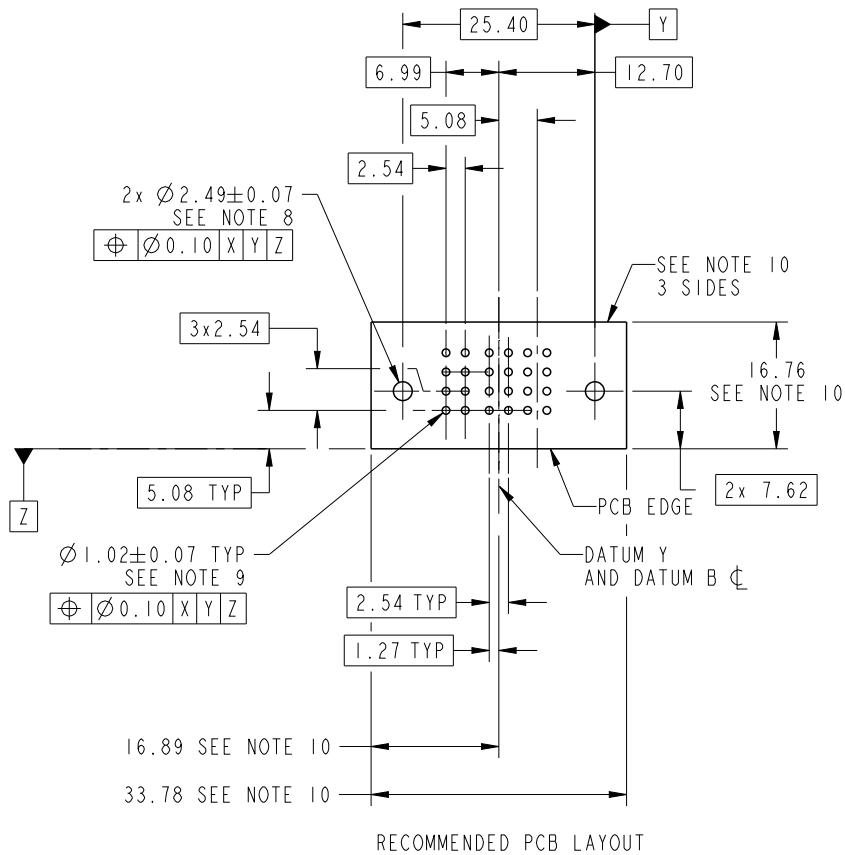 25.40
Y
6.99
12.70
5.08
2.54
2x Ø2.49±0.07
SEE NOTE 8
⌖ Ø0.10 X Y Z
SEE NOTE 10
3 SIDES
3x2.54
16.76
SEE NOTE 10
Z
5.08 TYP
2x 7.62
PCB EDGE
Ø1.02±0.07 TYP
SEE NOTE 9
⌖ Ø0.10 X Y Z
DATUM Y
AND DATUM B ℄
2.54 TYP
1.27 TYP
16.89 SEE NOTE 10
33.78 SEE NOTE 10
RECOMMENDED PCB LAYOUT